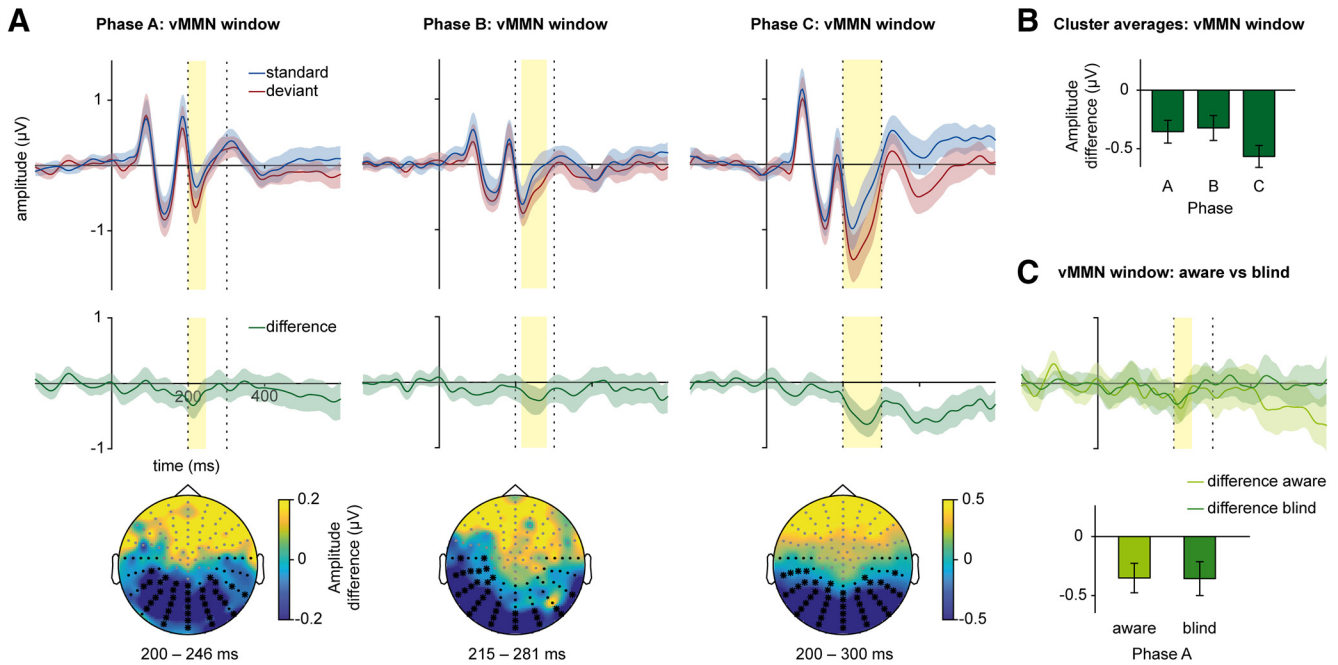 A
Phase A: vMMN window
Phase B: vMMN window
Phase C: vMMN window
standard
deviant
1
-1
amplitude (µV)
difference
1
-1
200
400
time (ms)
0.2
0
-0.2
Amplitude
difference (µV)
0.5
0
-0.5
200 – 246 ms
215 – 281 ms
200 – 300 ms
B
Cluster averages: vMMN window
Amplitude
difference (µV)
0
-0.5
A
B
C
Phase
C
vMMN window: aware vs blind
difference aware
difference blind
0
-0.5
aware
blind
Phase A